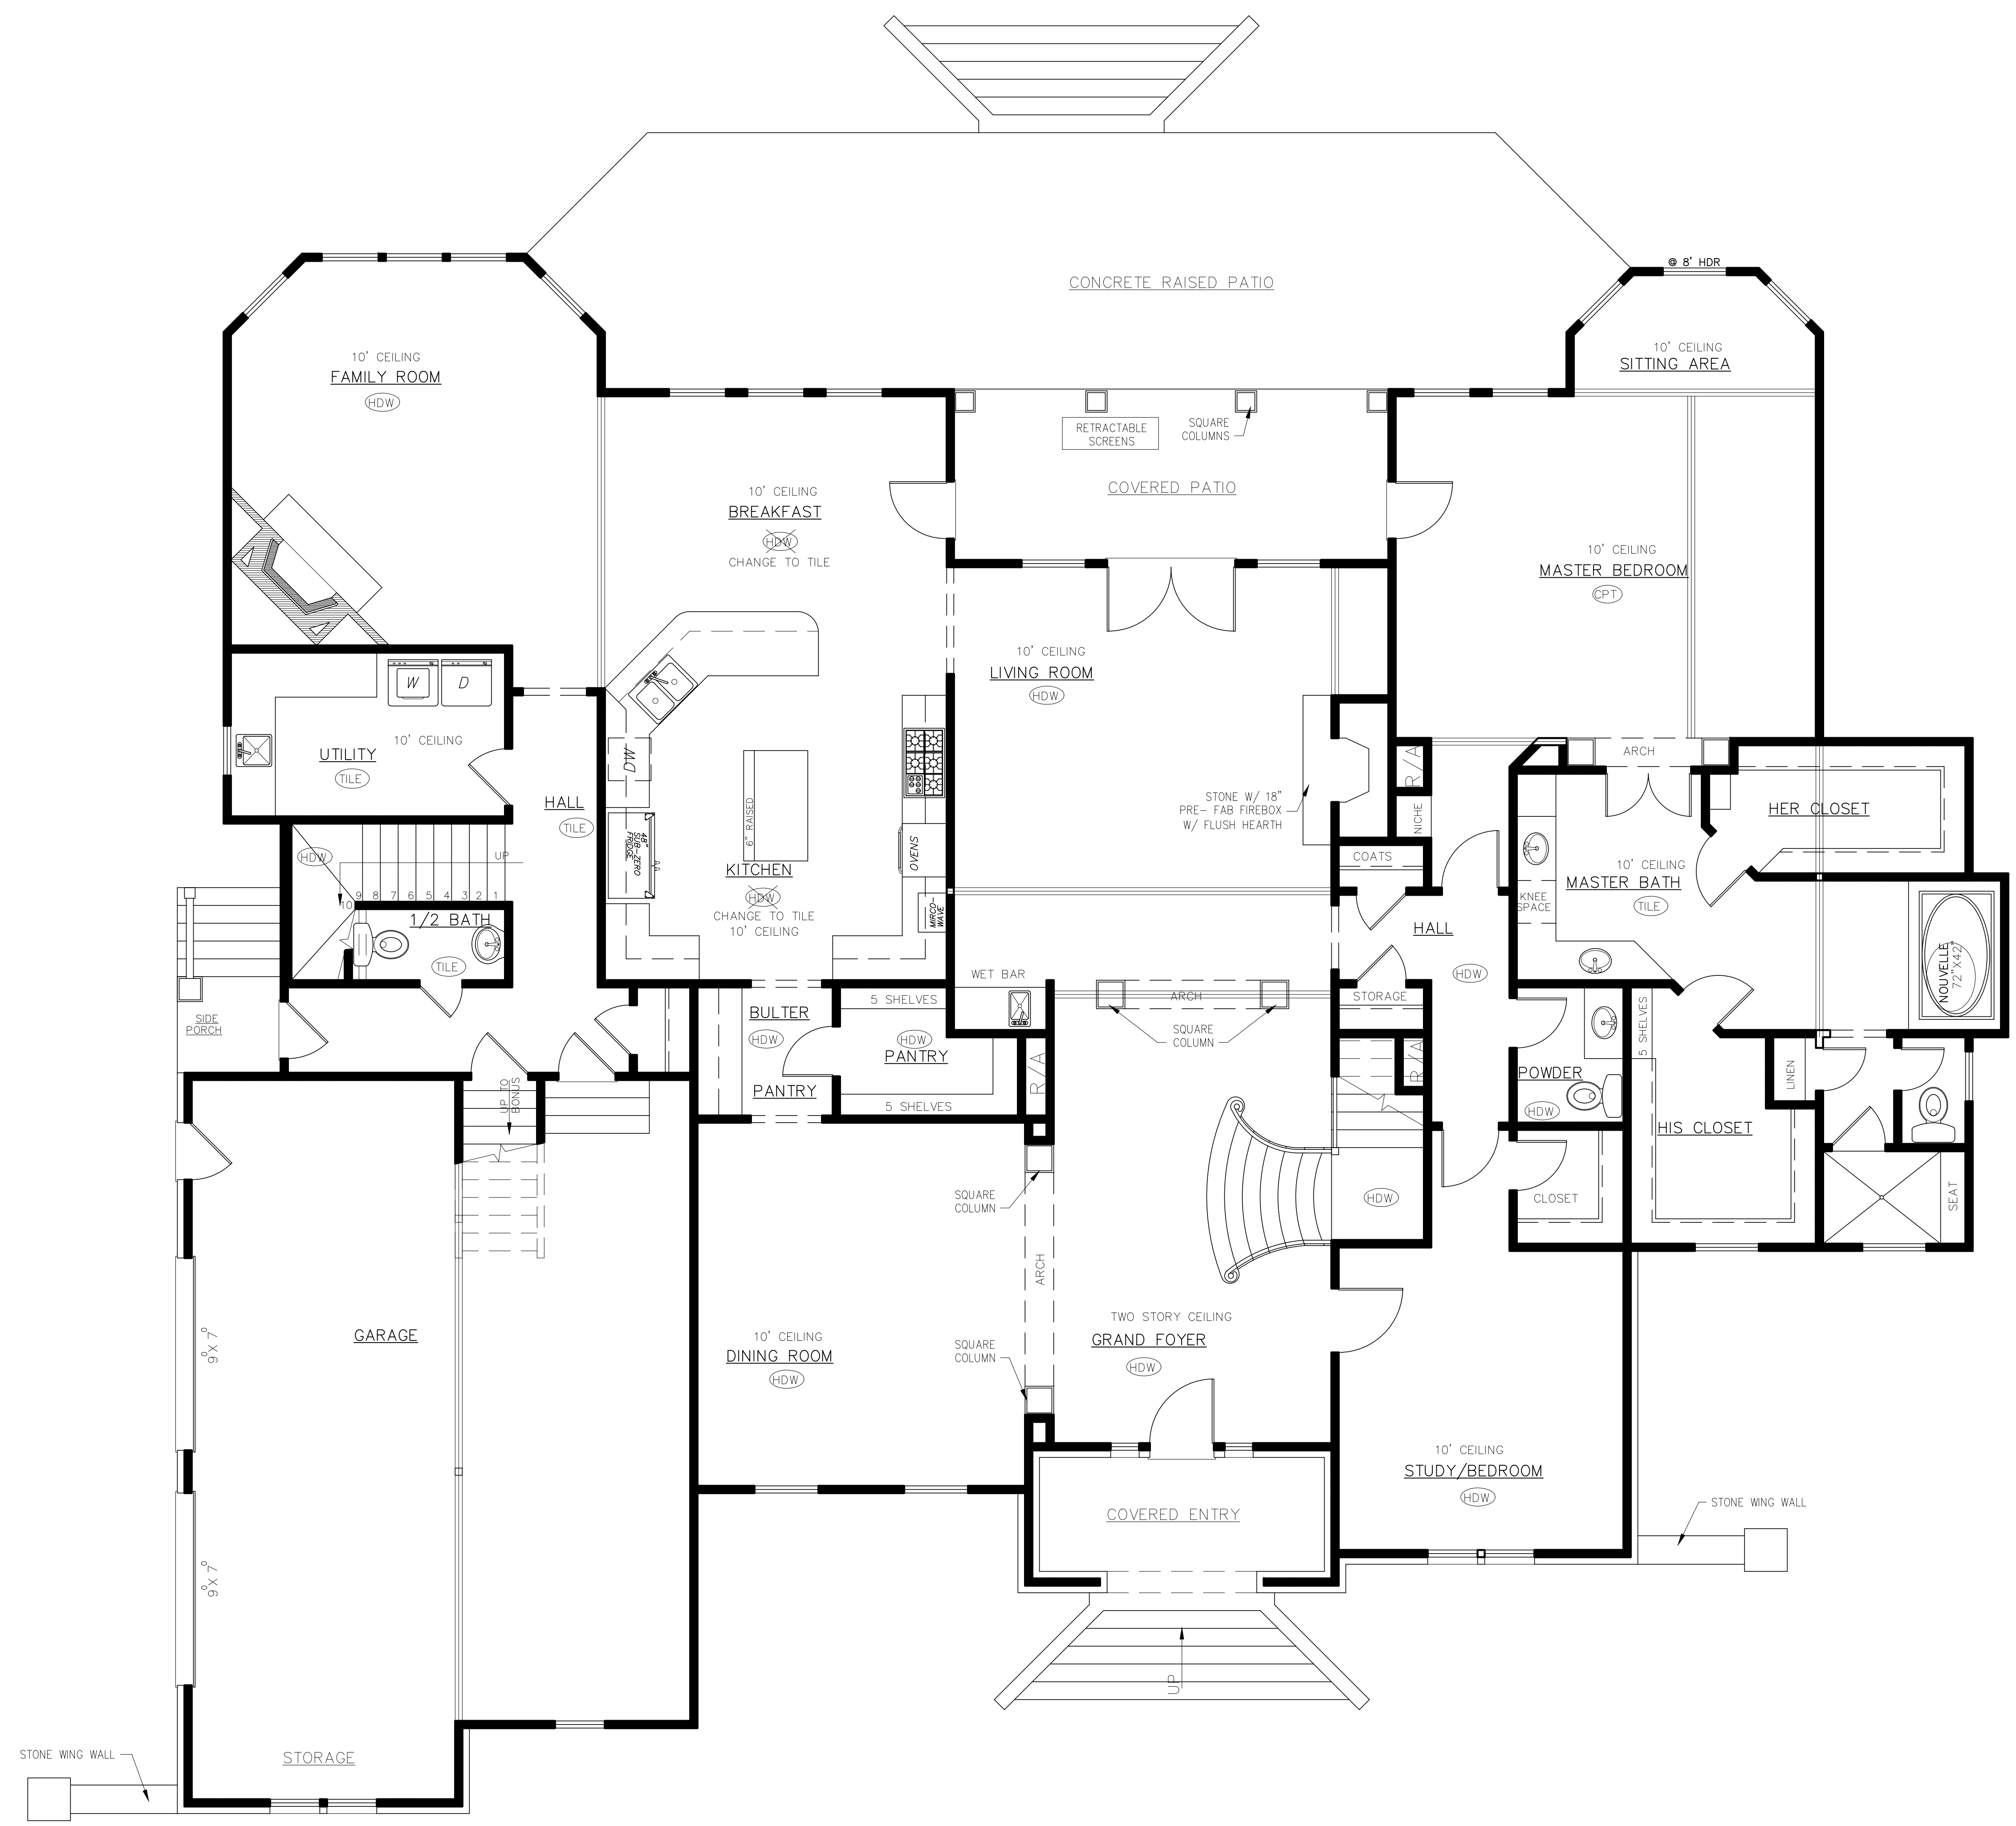 CONCRETE RAISED PATIO
@ 8' HDR
10' CEILING
SITTING AREA
10' CEILING
FAMILY ROOM
HDW
RETRACTABLE
SCREENS
SQUARE
COLUMNS
COVERED PATIO
10' CEILING
BREAKFAST
HDW
CHANGE TO TILE
10' CEILING
MASTER BEDROOM
CPT
10' CEILING
LIVING ROOM
HDW
W
D
10' CEILING
UTILITY
TILE
HALL
TILE
DW
6" RAISED
48"
SUB-ZERO
FRIDGE
OVENS
MIRCO-
WAVE
KITCHEN
HDW
CHANGE TO TILE
10' CEILING
STONE W/ 18"
PRE- FAB FIREBOX
W/ FLUSH HEARTH
R/A
NICHE
COATS
ARCH
HER CLOSET
10' CEILING
MASTER BATH
TILE
KNEE
SPACE
NOUVELLE
72"X42"
HDW
UP
10
9
8
7
6
5
4
3
2
1
1/2 BATH
TILE
HALL
HDW
WET BAR
ARCH
STORAGE
SQUARE
COLUMN
SIDE
PORCH
BULTER
HDW
PANTRY
5 SHELVES
HDW
PANTRY
5 SHELVES
R/A
R/A
POWDER
HDW
5 SHELVES
LINEN
HIS CLOSET
CLOSET
SEAT
UP TO
BONUS
SQUARE
COLUMN
HDW
ARCH
GARAGE
9⁰X 7⁰
9⁰X 7⁰
10' CEILING
DINING ROOM
HDW
SQUARE
COLUMN
TWO STORY CEILING
GRAND FOYER
HDW
10' CEILING
STUDY/BEDROOM
HDW
COVERED ENTRY
STONE WING WALL
UP
STORAGE
STONE WING WALL